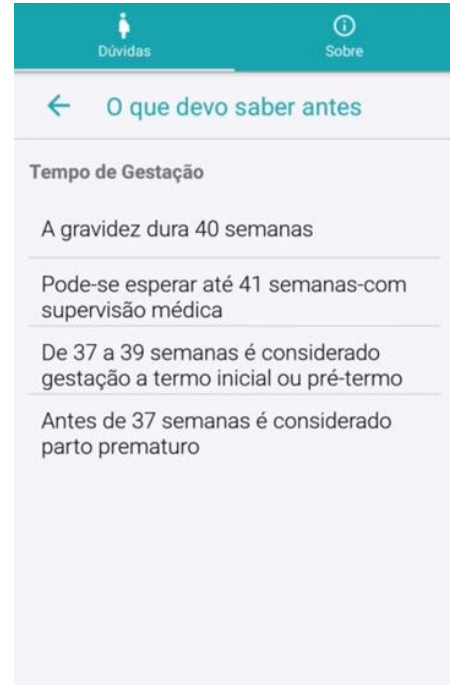 Dúvidas
Sobre
O que devo saber antes
Tempo de Gestação
A gravidez dura 40 semanas
Pode-se esperar até 41 semanas-com
supervisão médica
De 37 a 39 semanas é considerado
gestação a termo inicial ou pré-termo
Antes de 37 semanas é considerado
parto prematuro